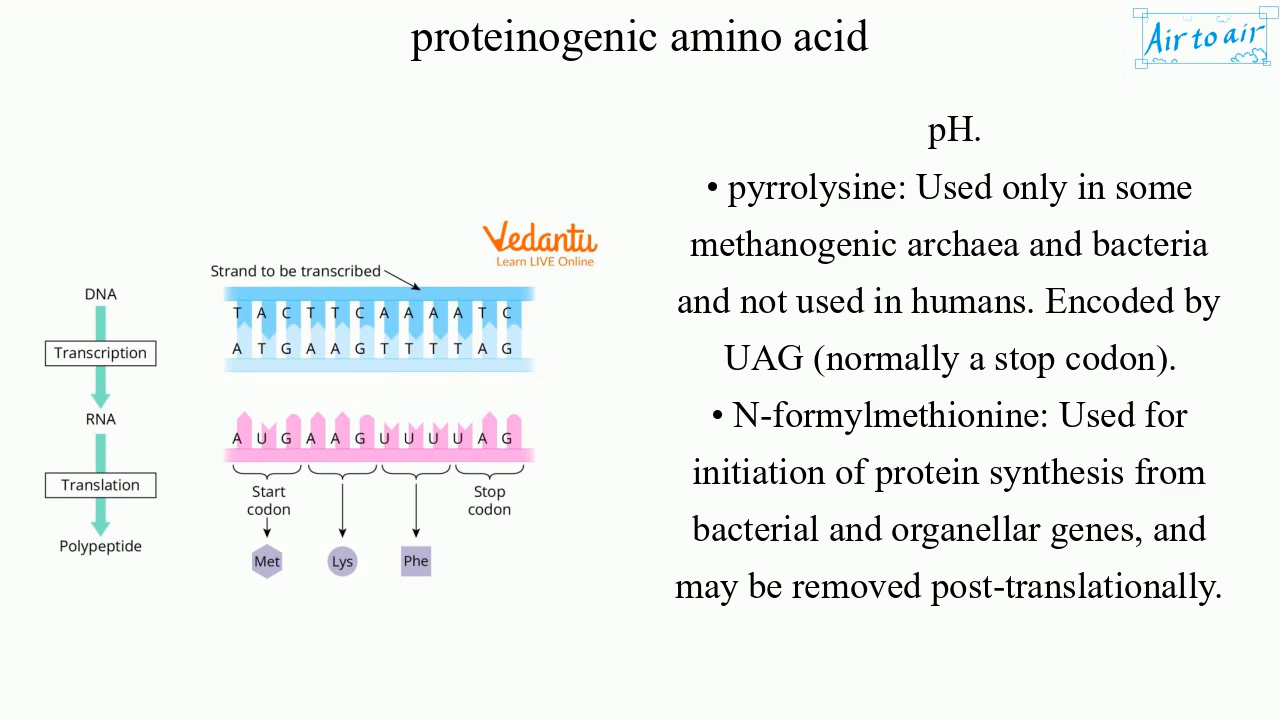 proteinogenic amino acid
Air to air
pH.
• pyrrolysine: Used only in some
methanogenic archaea and bacteria
and not used in humans. Encoded by
UAG (normally a stop codon).
• N-formylmethionine: Used for
initiation of protein synthesis from
bacterial and organellar genes, and
may be removed post-translationally.
Vedantu
Learn LIVE Online
Strand to be transcribed
DNA
Transcription
RNA
Translation
Polypeptide
T A C T T C A A A A T C
A T G A A G T T T T A G
A U G A A G U U U U A G
Start
codon
Stop
codon
Met
Lys
Phe